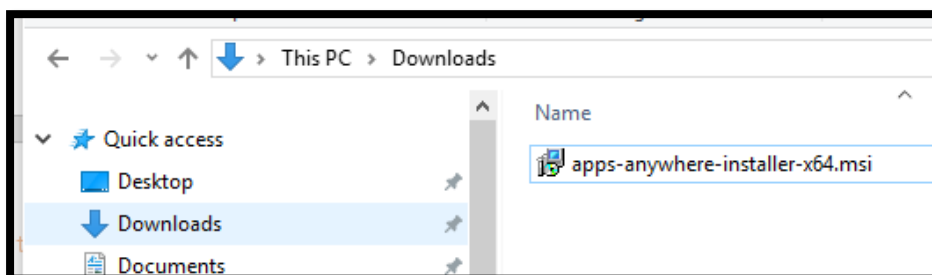 This PC > Downloads
Name
Quick access
apps-anywhere-installer-x64.msi
Desktop
Downloads
Documents